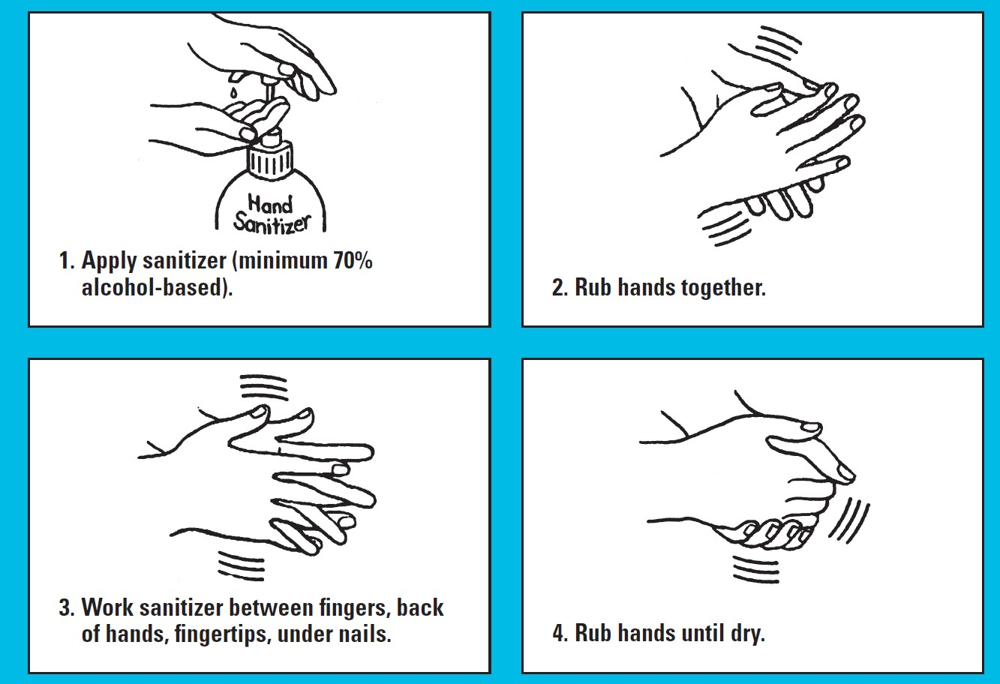 Hand
Sanitizer
1. Apply sanitizer (minimum 70%
alcohol-based).
2. Rub hands together.
3. Work sanitizer between fingers, back
of hands, fingertips, under nails.
4. Rub hands until dry.